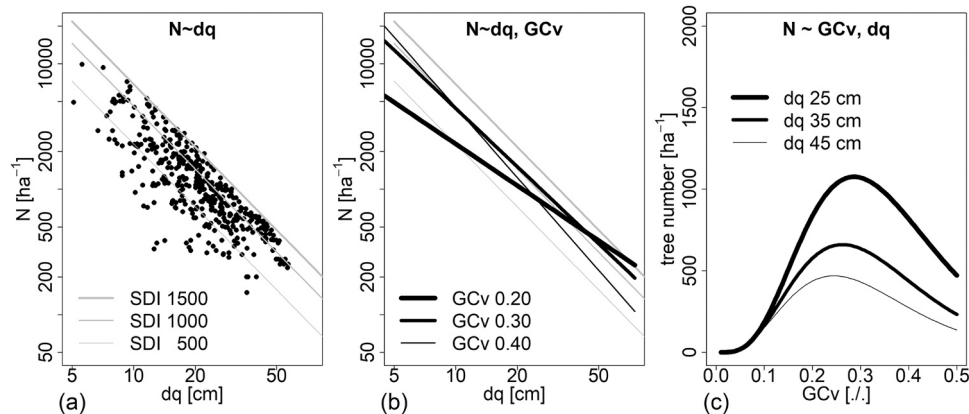 N~dq
N [ha⁻¹]
10000
2000
500
200
50
SDI 1500
SDI 1000
SDI 500
5 10 20 50
dq [cm]
(a)
N~dq, GCv
N [ha⁻¹]
10000
2000
500
200
50
GCv 0.20
GCv 0.30
GCv 0.40
5 10 20 50
dq [cm]
(b)
N ~ GCv, dq
tree number [ha⁻¹]
2000
1500
1000
500
0
dq 25 cm
dq 35 cm
dq 45 cm
0.0 0.1 0.2 0.3 0.4 0.5
GCv [./.]
(c)